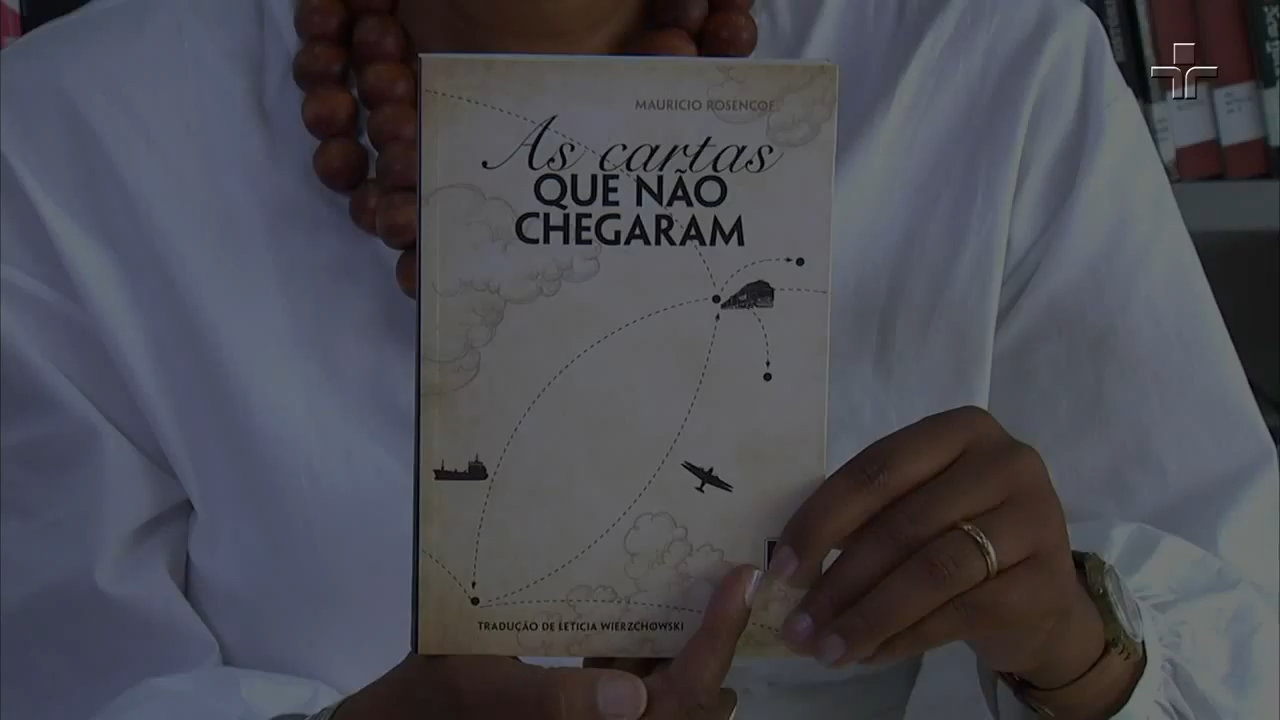 MAURICIO ROSENCOF
As cartas
QUE NÃO
CHEGARAM
TRADUÇÃO DE LETICIA WIERZCHOWSKI